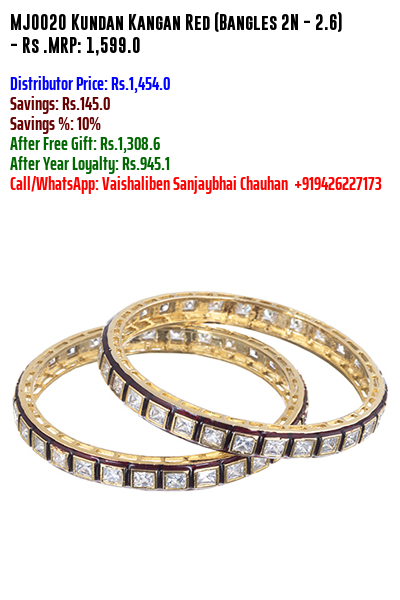 MJ0020 Kundan Kangan Red (Bangles 2N - 2.6)
- Rs .MRP: 1,599.0
Distributor Price: Rs.1,454.0
Savings: Rs.145.0
Savings %: 10%
After Free Gift: Rs.1,308.6
After Year Loyalty: Rs.945.1
Call/WhatsApp: Vaishaliben Sanjaybhai Chauhan +919426227173